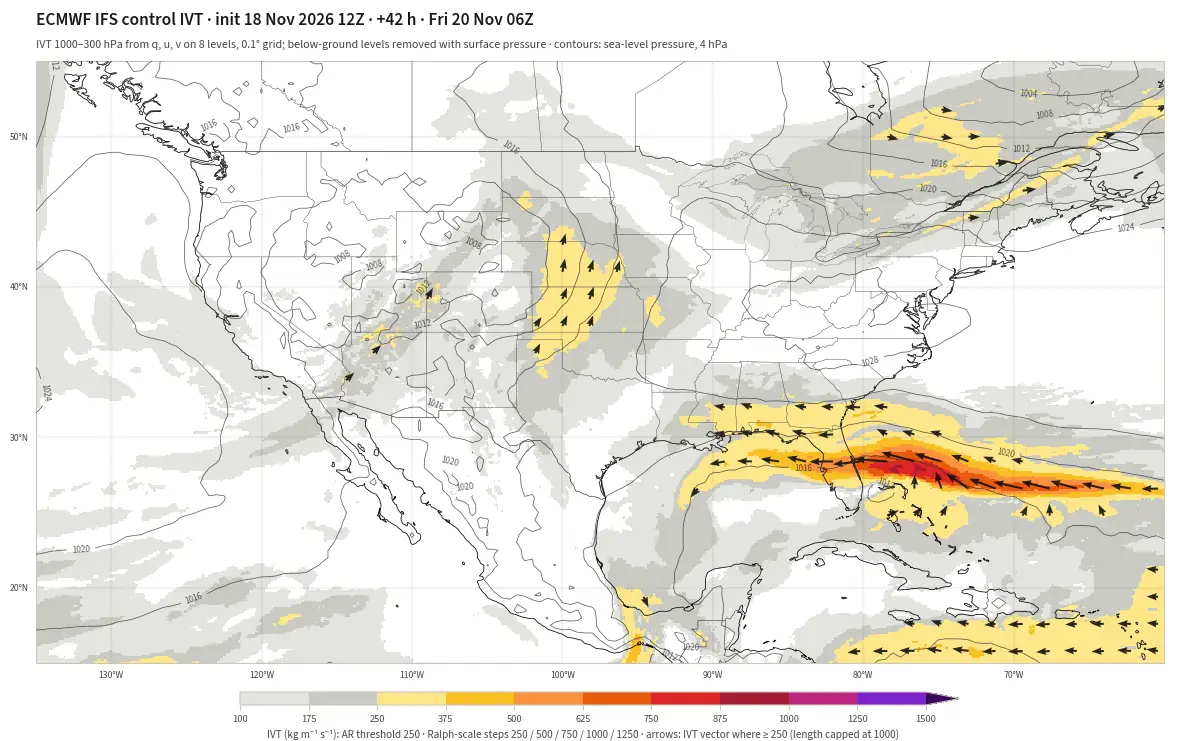 ECMWF IFS control IVT · init 18 Nov 2026 12Z · +42 h · Fri 20 Nov 06Z
IVT 1000–300 hPa from q, u, v on 8 levels, 0.1° grid; below-ground levels removed with surface pressure · contours: sea-level pressure, 4 hPa
12
1004
1016
1016
1008
50°N
1016
1012
1016
1020
1024
1008
1008
1008
40°N
1012
1012
1028
1024
1016
30°N
1020
1020
1016
1020
1020
1016
20°N
1020
1012
130°W
120°W
110°W
100°W
90°W
80°W
70°W
100
175
250
375
500
625
750
875
1000
1250
1500
IVT (kg m⁻¹ s⁻¹): AR threshold 250 · Ralph-scale steps 250 / 500 / 750 / 1000 / 1250 · arrows: IVT vector where ≥ 250 (length capped at 1000)